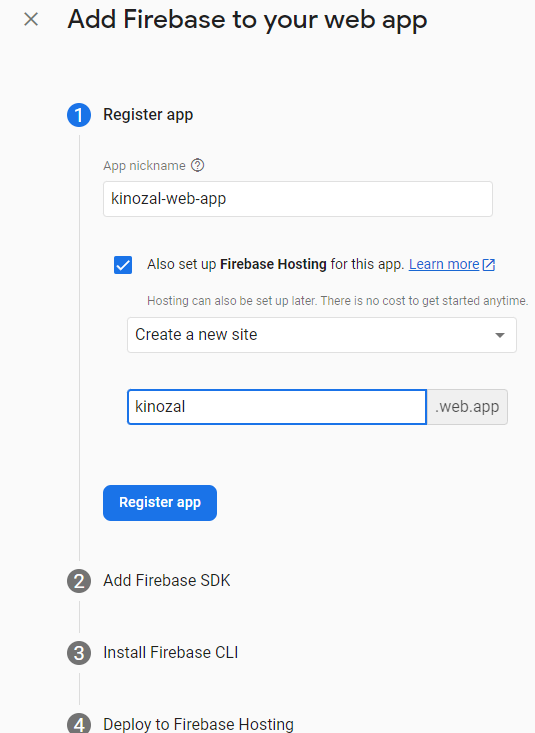 Add Firebase to your web app
1 Register app
App nickname
kinozal-web-app
Also set up Firebase Hosting for this app. Learn more
Hosting can also be set up later. There is no cost to get started anytime.
Create a new site
kinozal .web.app
Register app
2 Add Firebase SDK
3 Install Firebase CLI
4 Deploy to Firebase Hosting